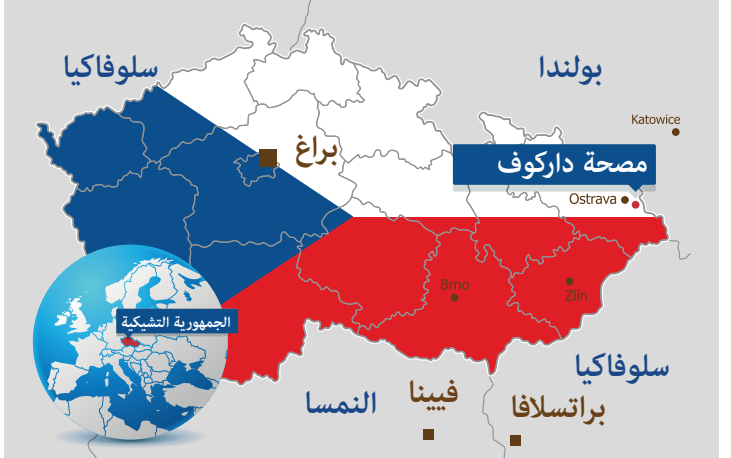 سلوفاكيا
بولندا
Katowice
براغ
مصحة داركوف
Ostrava
Brno
Zlín
الجمهورية التشيكية
سلوفاكيا
النمسا
فيينا
براتسلافا